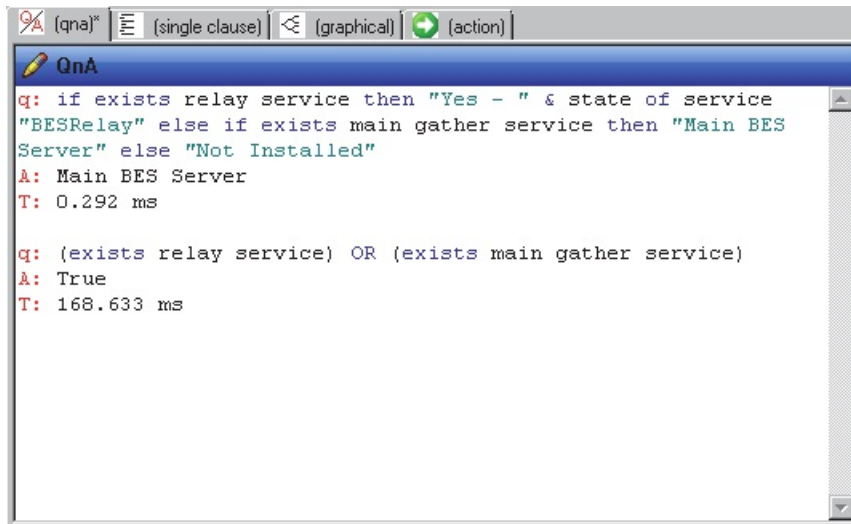 (qna)* (single clause) (graphical) (action)
QnA
q: if exists relay service then "Yes - " & state of service
"BESRelay" else if exists main gather service then "Main BES
Server" else "Not Installed"
A: Main BES Server
T: 0.292 ms
q: (exists relay service) OR (exists main gather service)
A: True
T: 168.633 ms